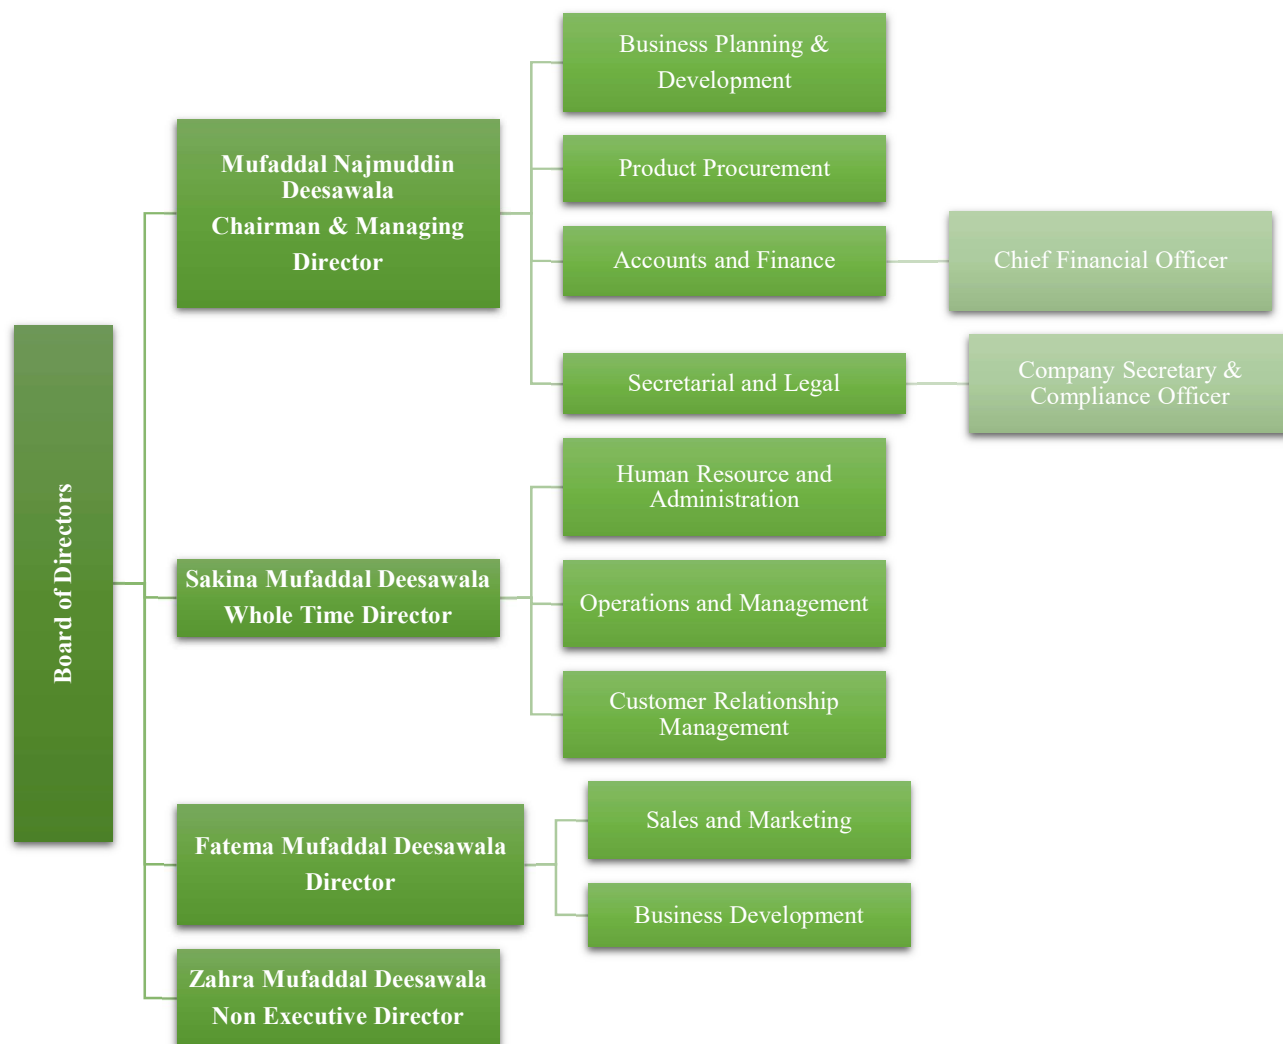 Board of Directors
Mufaddal Najmuddin
Deesawala
Chairman & Managing
Director
Business Planning &
Development
Product Procurement
Accounts and Finance
Chief Financial Officer
Secretarial and Legal
Company Secretary &
Compliance Officer
Sakina Mufaddal Deesawala
Whole Time Director
Human Resource and
Administration
Operations and Management
Customer Relationship
Management
Fatema Mufaddal Deesawala
Director
Sales and Marketing
Business Development
Zahra Mufaddal Deesawala
Non Executive Director